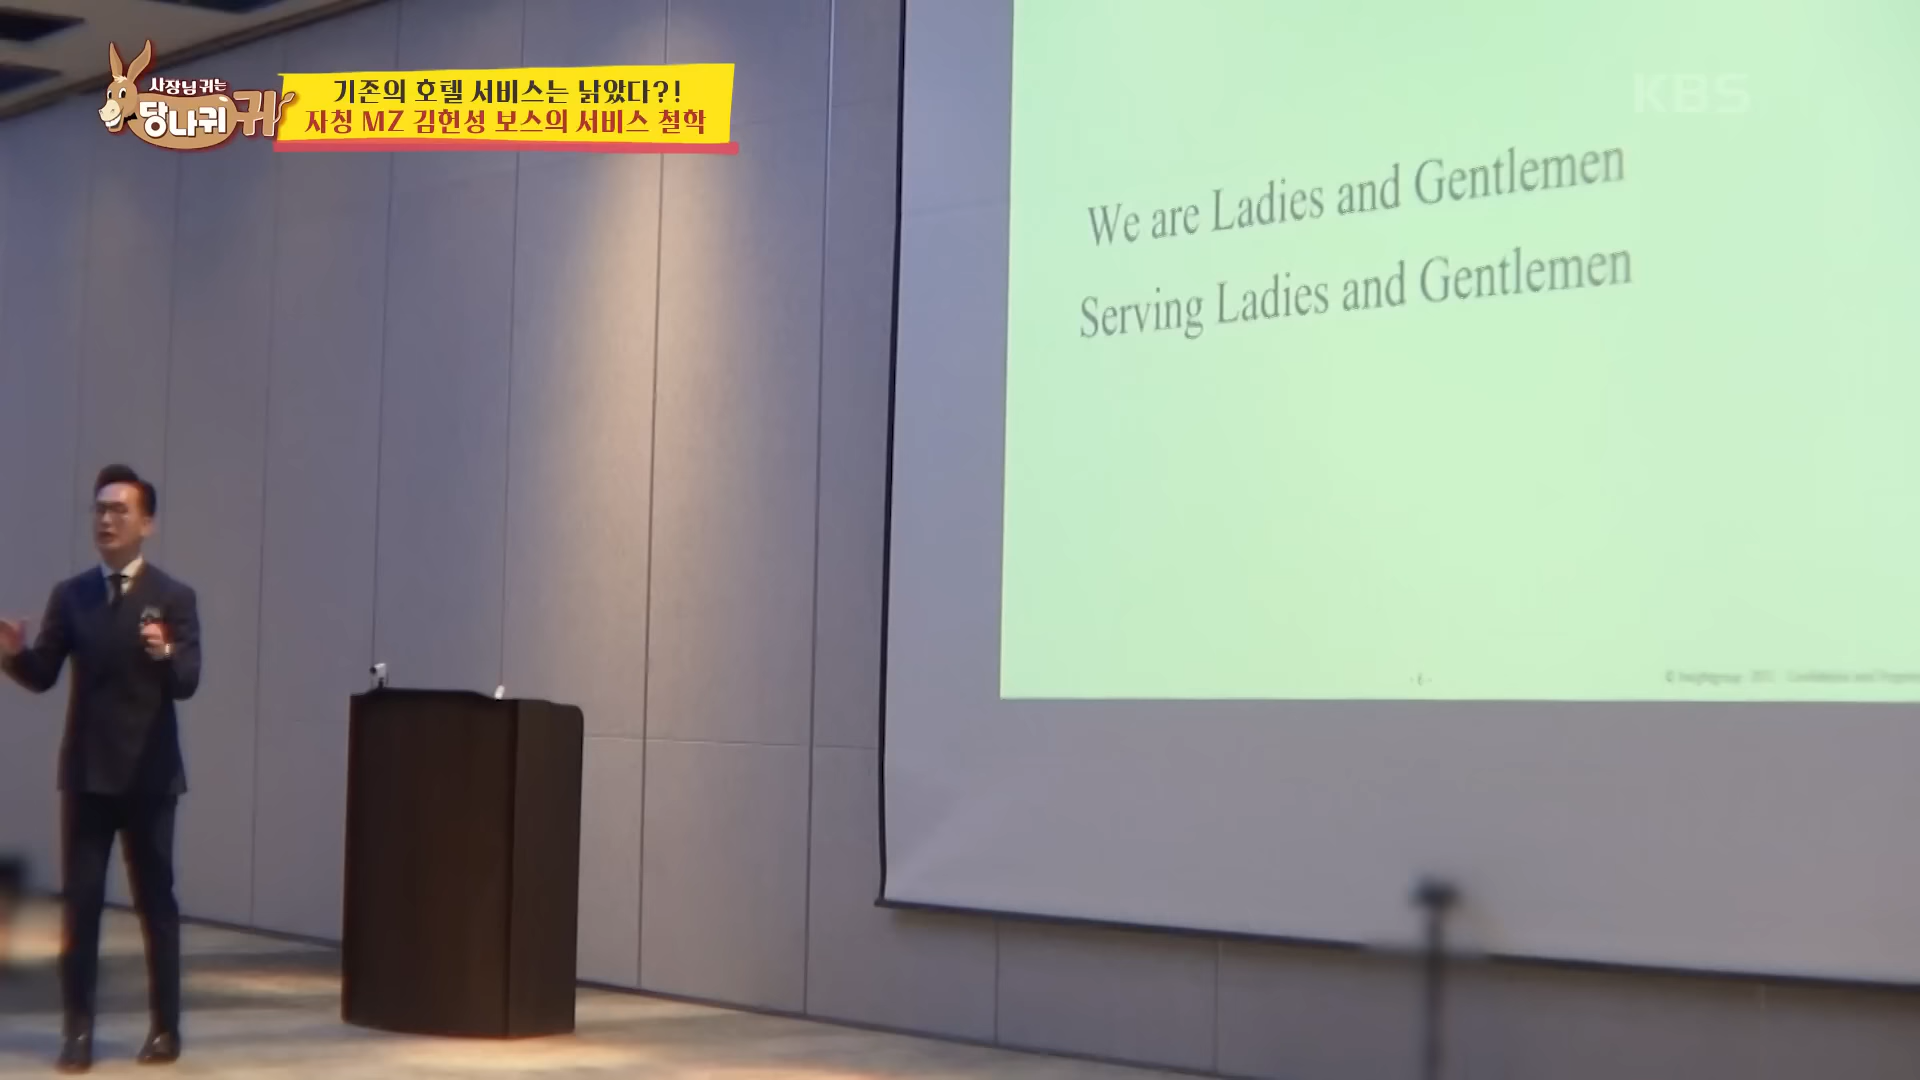 사장님 귀는
당나귀 귀
기존의 호텔 서비스는 낡았다?!
자칭 MZ 김헌성 보스의 서비스 철학
KBS
We are Ladies and Gentlemen
Serving Ladies and Gentlemen